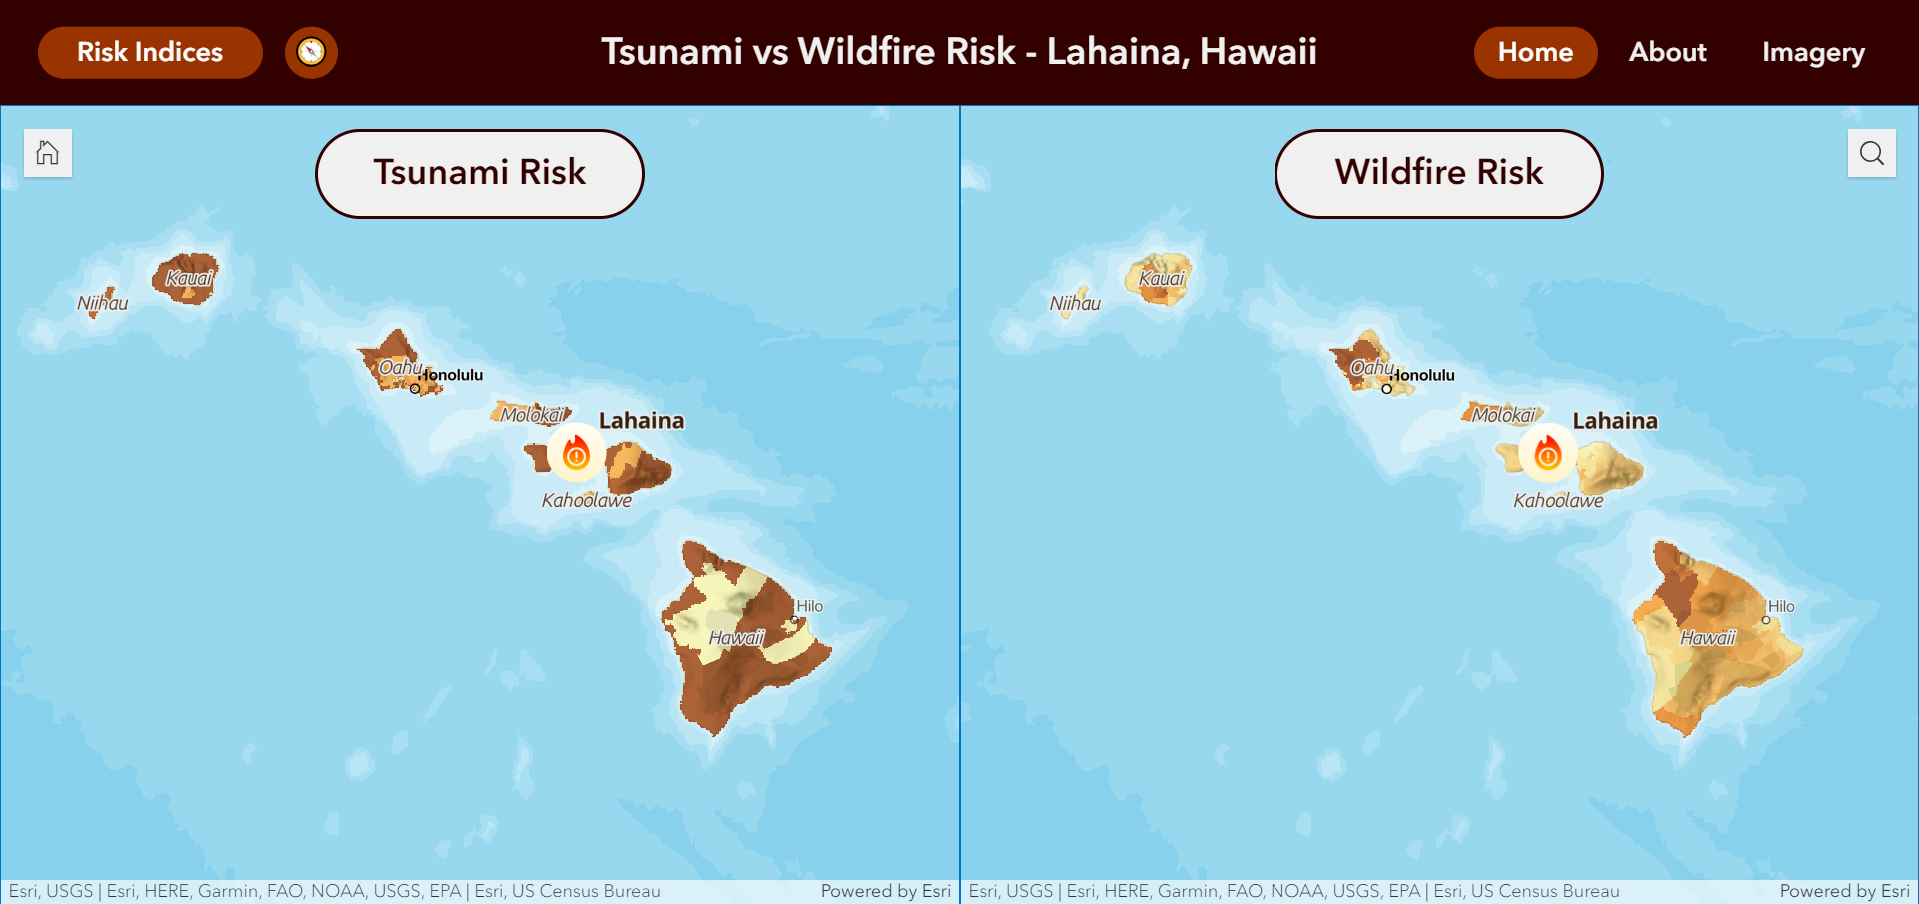 Risk Indices
Tsunami vs Wildfire Risk - Lahaina, Hawaii
Home
About
Imagery
Tsunami Risk
Kauai
Niihau
Oahu
Honolulu
Molokai
Lahaina
Kahoolawe
Hilo
Hawaii
Esri, USGS | Esri, HERE, Garmin, FAO, NOAA, USGS, EPA | Esri, US Census Bureau
Powered by Esri
Wildfire Risk
Kauai
Niihau
Oahu
Honolulu
Molokai
Lahaina
Kahoolawe
Hilo
Hawaii
Esri, USGS | Esri, HERE, Garmin, FAO, NOAA, USGS, EPA | Esri, US Census Bureau
Powered by Esri